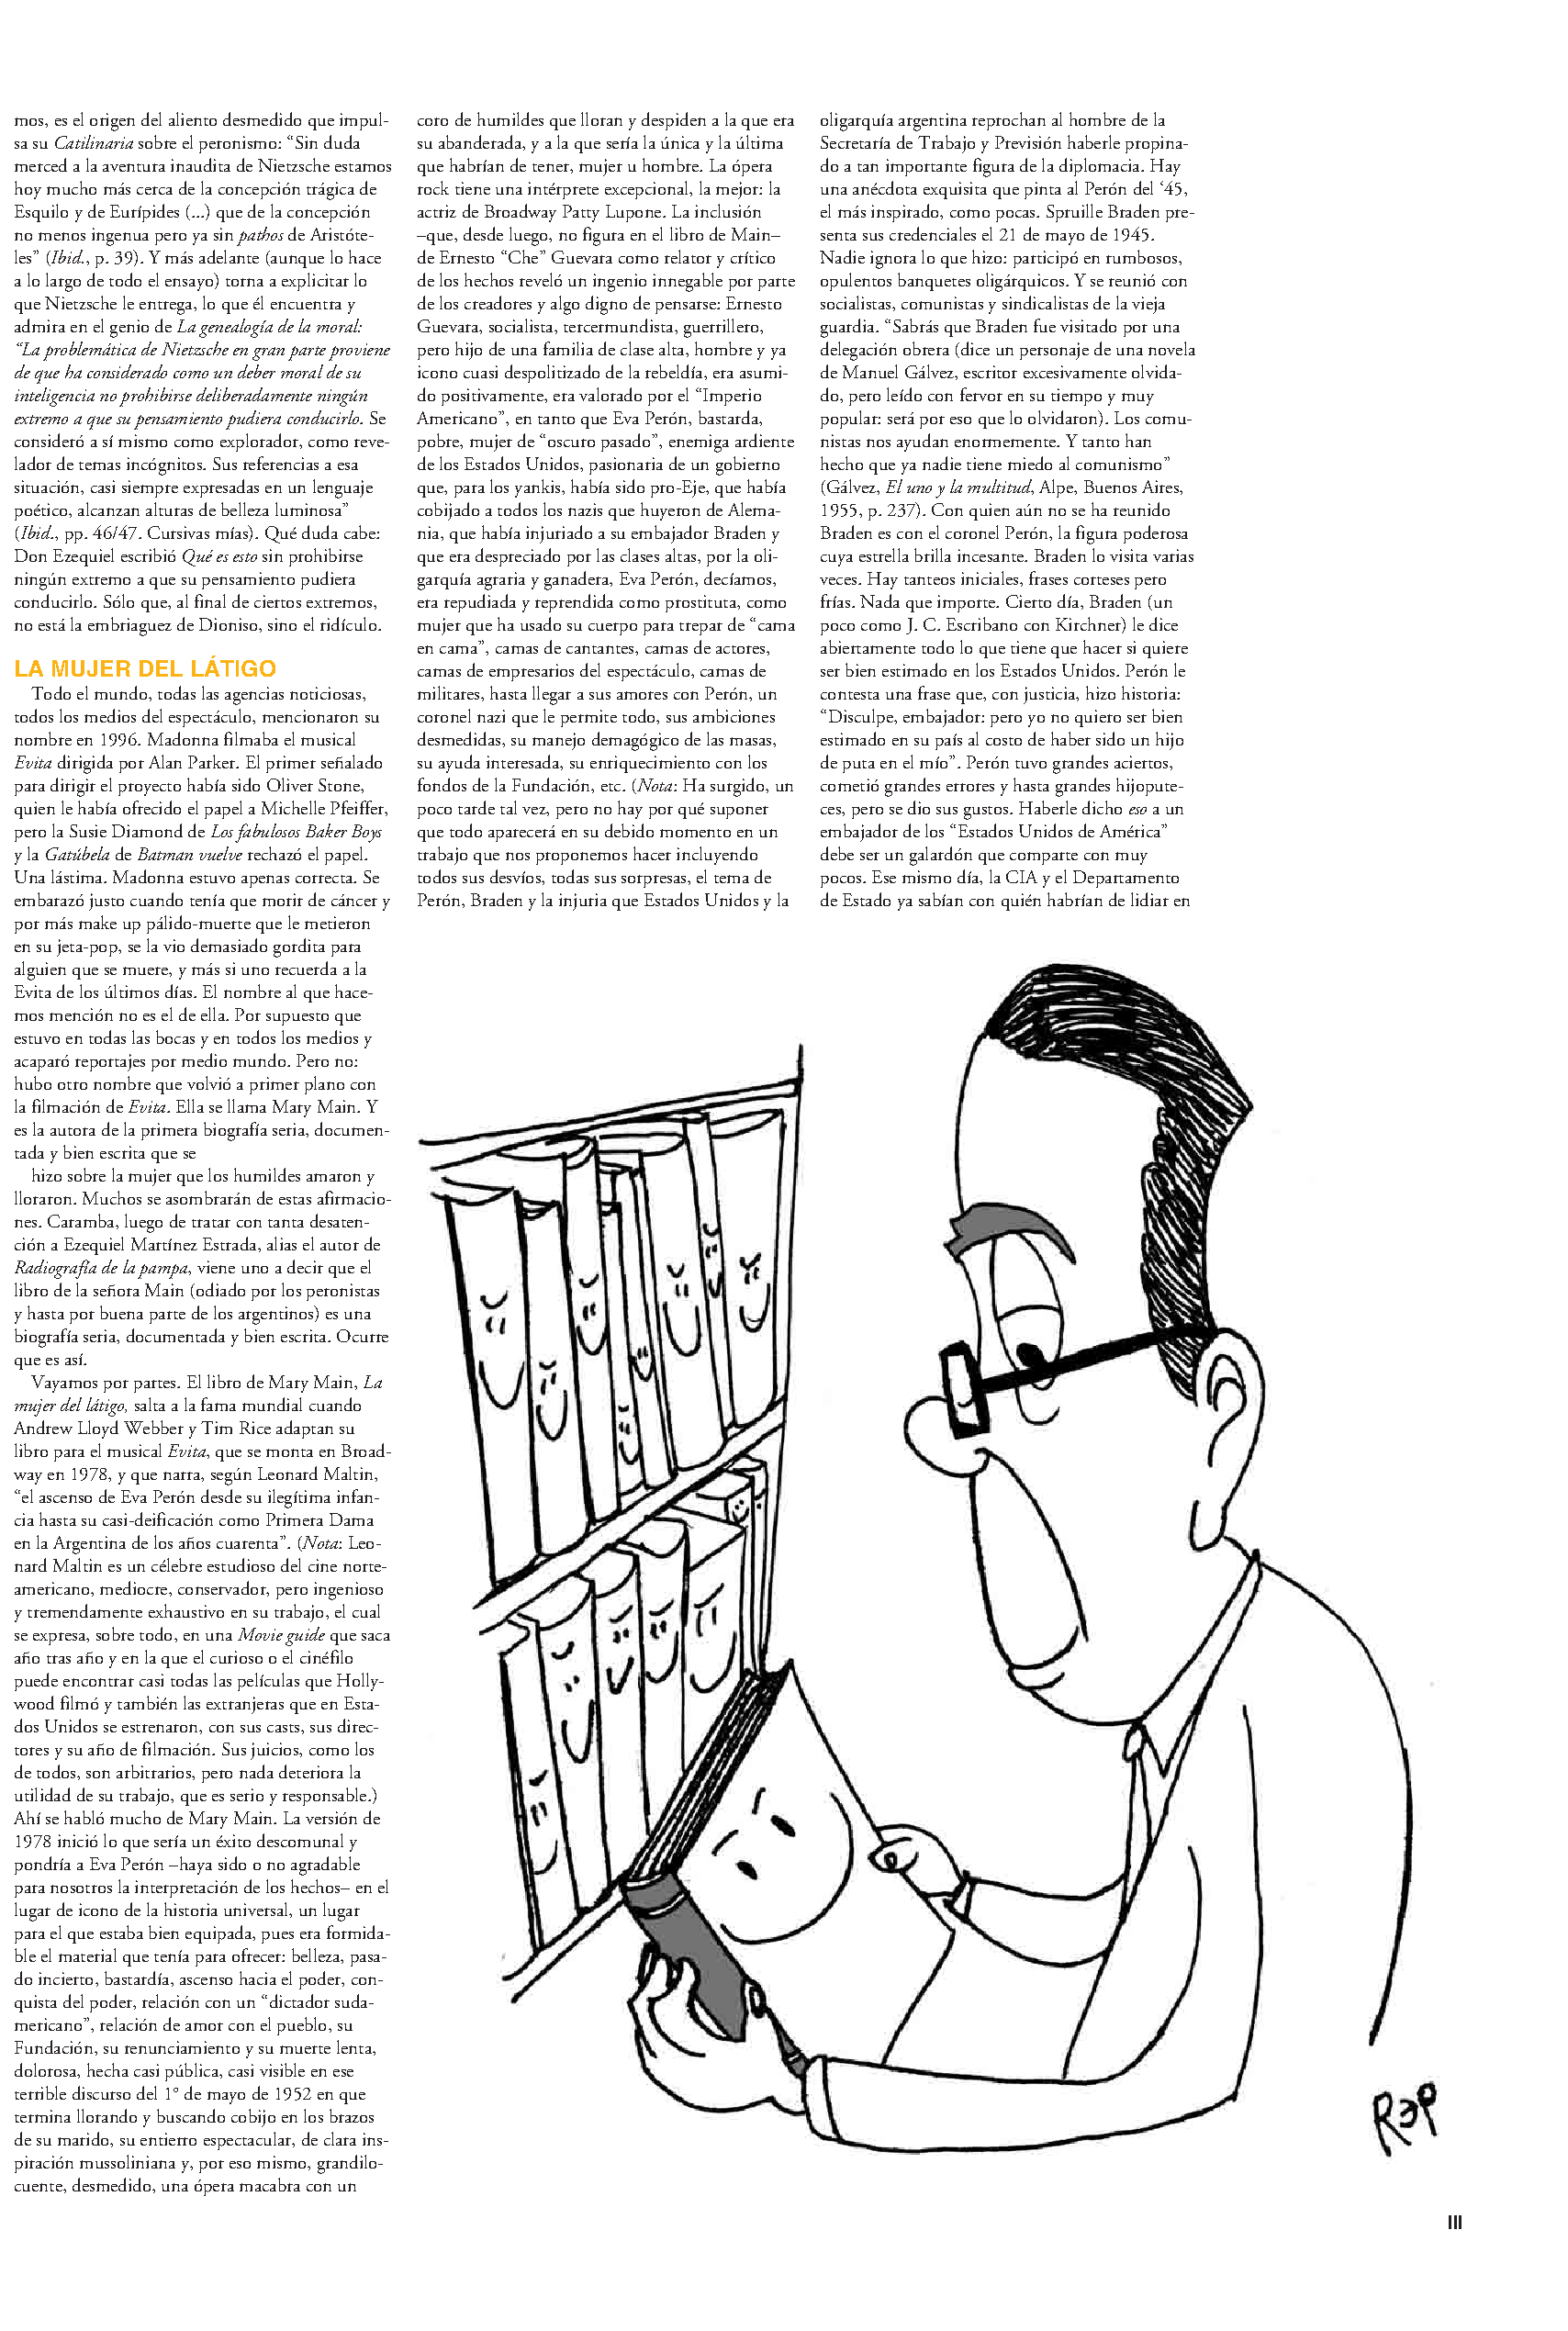 mos, es el origen del aliento desmedido que impul-
sa su Catilinaria sobre el peronismo: “Sin duda
merced a la aventura inaudita de Nietzsche estamos
hoy mucho más cerca de la concepción trágica de
Esquilo y de Eurípides (...) que de la concepción
no menos ingenua pero ya sin pathos de Aristóte-
les” (Ibid., p. 39). Y más adelante (aunque lo hace
a lo largo de todo el ensayo) torna a explicitar lo
que Nietzsche le entrega, lo que él encuentra y
admira en el genio de La genealogía de la moral:
“La problemática de Nietzsche en gran parte proviene
de que ha considerado como un deber moral de su
inteligencia no prohibirse deliberadamente ningún
extremo a que su pensamiento pudiera conducirlo. Se
consideró a sí mismo como explorador, como reve-
lador de temas incógnitos. Sus referencias a esa
situación, casi siempre expresadas en un lenguaje
poético, alcanzan alturas de belleza luminosa”
(Ibid., pp. 46/47. Cursivas mías). Qué duda cabe:
Don Ezequiel escribió Qué es esto sin prohibirse
ningún extremo a que su pensamiento pudiera
conducirlo. Sólo que, al final de ciertos extremos,
no está la embriaguez de Dioniso, sino el ridículo.
LA MUJER DEL LÁTIGO
Todo el mundo, todas las agencias noticiosas,
todos los medios del espectáculo, mencionaron su
nombre en 1996. Madonna filmaba el musical
Evita dirigida por Alan Parker. El primer señalado
para dirigir el proyecto había sido Oliver Stone,
quien le había ofrecido el papel a Michelle Pfeiffer,
pero la Susie Diamond de Los fabulosos Baker Boys
y la Gatúbela de Batman vuelve rechazó el papel.
Una lástima. Madonna estuvo apenas correcta. Se
embarazó justo cuando tenía que morir de cáncer y
por más make up pálido-muerte que le metieron
en su jeta-pop, se la vio demasiado gordita para
alguien que se muere, y más si uno recuerda a la
Evita de los últimos días. El nombre al que hace-
mos mención no es el de ella. Por supuesto que
estuvo en todas las bocas y en todos los medios y
acaparó reportajes por medio mundo. Pero no:
hubo otro nombre que volvió a primer plano con
la filmación de Evita. Ella se llama Mary Main. Y
es la autora de la primera biografía seria, documen-
tada y bien escrita que se
hizo sobre la mujer que los humildes amaron y
lloraron. Muchos se asombrarán de estas afirmacio-
nes. Caramba, luego de tratar con tanta desaten-
ción a Ezequiel Martínez Estrada, alias el autor de
Radiografía de la pampa, viene uno a decir que el
libro de la señora Main (odiado por los peronistas
y hasta por buena parte de los argentinos) es una
biografía seria, documentada y bien escrita. Ocurre
que es así.
Vayamos por partes. El libro de Mary Main, La
mujer del látigo, salta a la fama mundial cuando
Andrew Lloyd Webber y Tim Rice adaptan su
libro para el musical Evita, que se monta en Broad-
way en 1978, y que narra, según Leonard Maltin,
“el ascenso de Eva Perón desde su ilegítima infan-
cia hasta su casi-deificación como Primera Dama
en la Argentina de los años cuarenta”. (Nota: Leo-
nard Maltin es un célebre estudioso del cine norte-
americano, mediocre, conservador, pero ingenioso
y tremendamente exhaustivo en su trabajo, el cual
se expresa, sobre todo, en una Movie guide que saca
año tras año y en la que el curioso o el cinéfilo
puede encontrar casi todas las películas que Holly-
wood filmó y también las extranjeras que en Esta-
dos Unidos se estrenaron, con sus casts, sus direc-
tores y su año de filmación. Sus juicios, como los
de todos, son arbitrarios, pero nada deteriora la
utilidad de su trabajo, que es serio y responsable.)
Ahí se habló mucho de Mary Main. La versión de
1978 inició lo que sería un éxito descomunal y
pondría a Eva Perón –haya sido o no agradable
para nosotros la interpretación de los hechos– en el
lugar de icono de la historia universal, un lugar
para el que estaba bien equipada, pues era formida-
ble el material que tenía para ofrecer: belleza, pasa-
do incierto, bastardía, ascenso hacia el poder, con-
quista del poder, relación con un “dictador suda-
mericano”, relación de amor con el pueblo, su
Fundación, su renunciamiento y su muerte lenta,
dolorosa, hecha casi pública, casi visible en ese
terrible discurso del 1° de mayo de 1952 en que
termina llorando y buscando cobijo en los brazos
de su marido, su entierro espectacular, de clara ins-
piración mussoliniana y, por eso mismo, grandilo-
cuente, desmedido, una ópera macabra con un
coro de humildes que lloran y despiden a la que era
su abanderada, y a la que sería la única y la última
que habrían de tener, mujer u hombre. La ópera
rock tiene una intérprete excepcional, la mejor: la
actriz de Broadway Patty Lupone. La inclusión
–que, desde luego, no figura en el libro de Main–
de Ernesto “Che” Guevara como relator y crítico
de los hechos reveló un ingenio innegable por parte
de los creadores y algo digno de pensarse: Ernesto
Guevara, socialista, tercermundista, guerrillero,
pero hijo de una familia de clase alta, hombre y ya
icono cuasi despolitizado de la rebeldía, era asumi-
do positivamente, era valorado por el “Imperio
Americano”, en tanto que Eva Perón, bastarda,
pobre, mujer de “oscuro pasado”, enemiga ardiente
de los Estados Unidos, pasionaria de un gobierno
que, para los yankis, había sido pro-Eje, que había
cobijado a todos los nazis que huyeron de Alema-
nia, que había injuriado a su embajador Braden y
que era despreciado por las clases altas, por la oli-
garquía agraria y ganadera, Eva Perón, decíamos,
era repudiada y reprendida como prostituta, como
mujer que ha usado su cuerpo para trepar de “cama
en cama”, camas de cantantes, camas de actores,
camas de empresarios del espectáculo, camas de
militares, hasta llegar a sus amores con Perón, un
coronel nazi que le permite todo, sus ambiciones
desmedidas, su manejo demagógico de las masas,
su ayuda interesada, su enriquecimiento con los
fondos de la Fundación, etc. (Nota: Ha surgido, un
poco tarde tal vez, pero no hay por qué suponer
que todo aparecerá en su debido momento en un
trabajo que nos proponemos hacer incluyendo
todos sus desvíos, todas sus sorpresas, el tema de
Perón, Braden y la injuria que Estados Unidos y la
oligarquía argentina reprochan al hombre de la
Secretaría de Trabajo y Previsión haberle propina-
do a tan importante figura de la diplomacia. Hay
una anécdota exquisita que pinta al Perón del ‘45,
el más inspirado, como pocas. Spruille Braden pre-
senta sus credenciales el 21 de mayo de 1945.
Nadie ignora lo que hizo: participó en rumbosos,
opulentos banquetes oligárquicos. Y se reunió con
socialistas, comunistas y sindicalistas de la vieja
guardia. “Sabrás que Braden fue visitado por una
delegación obrera (dice un personaje de una novela
de Manuel Gálvez, escritor excesivamente olvida-
do, pero leído con fervor en su tiempo y muy
popular: será por eso que lo olvidaron). Los comu-
nistas nos ayudan enormemente. Y tanto han
hecho que ya nadie tiene miedo al comunismo”
(Gálvez, El uno y la multitud, Alpe, Buenos Aires,
1955, p. 237). Con quien aún no se ha reunido
Braden es con el coronel Perón, la figura poderosa
cuya estrella brilla incesante. Braden lo visita varias
veces. Hay tanteos iniciales, frases corteses pero
frías. Nada que importe. Cierto día, Braden (un
poco como J. C. Escribano con Kirchner) le dice
abiertamente todo lo que tiene que hacer si quiere
ser bien estimado en los Estados Unidos. Perón le
contesta una frase que, con justicia, hizo historia:
“Disculpe, embajador: pero yo no quiero ser bien
estimado en su país al costo de haber sido un hijo
de puta en el mío”. Perón tuvo grandes aciertos,
cometió grandes errores y hasta grandes hijopute-
ces, pero se dio sus gustos. Haberle dicho eso a un
embajador de los “Estados Unidos de América”
debe ser un galardón que comparte con muy
pocos. Ese mismo día, la CIA y el Departamento
de Estado ya sabían con quién habrían de lidiar en
Rep
III